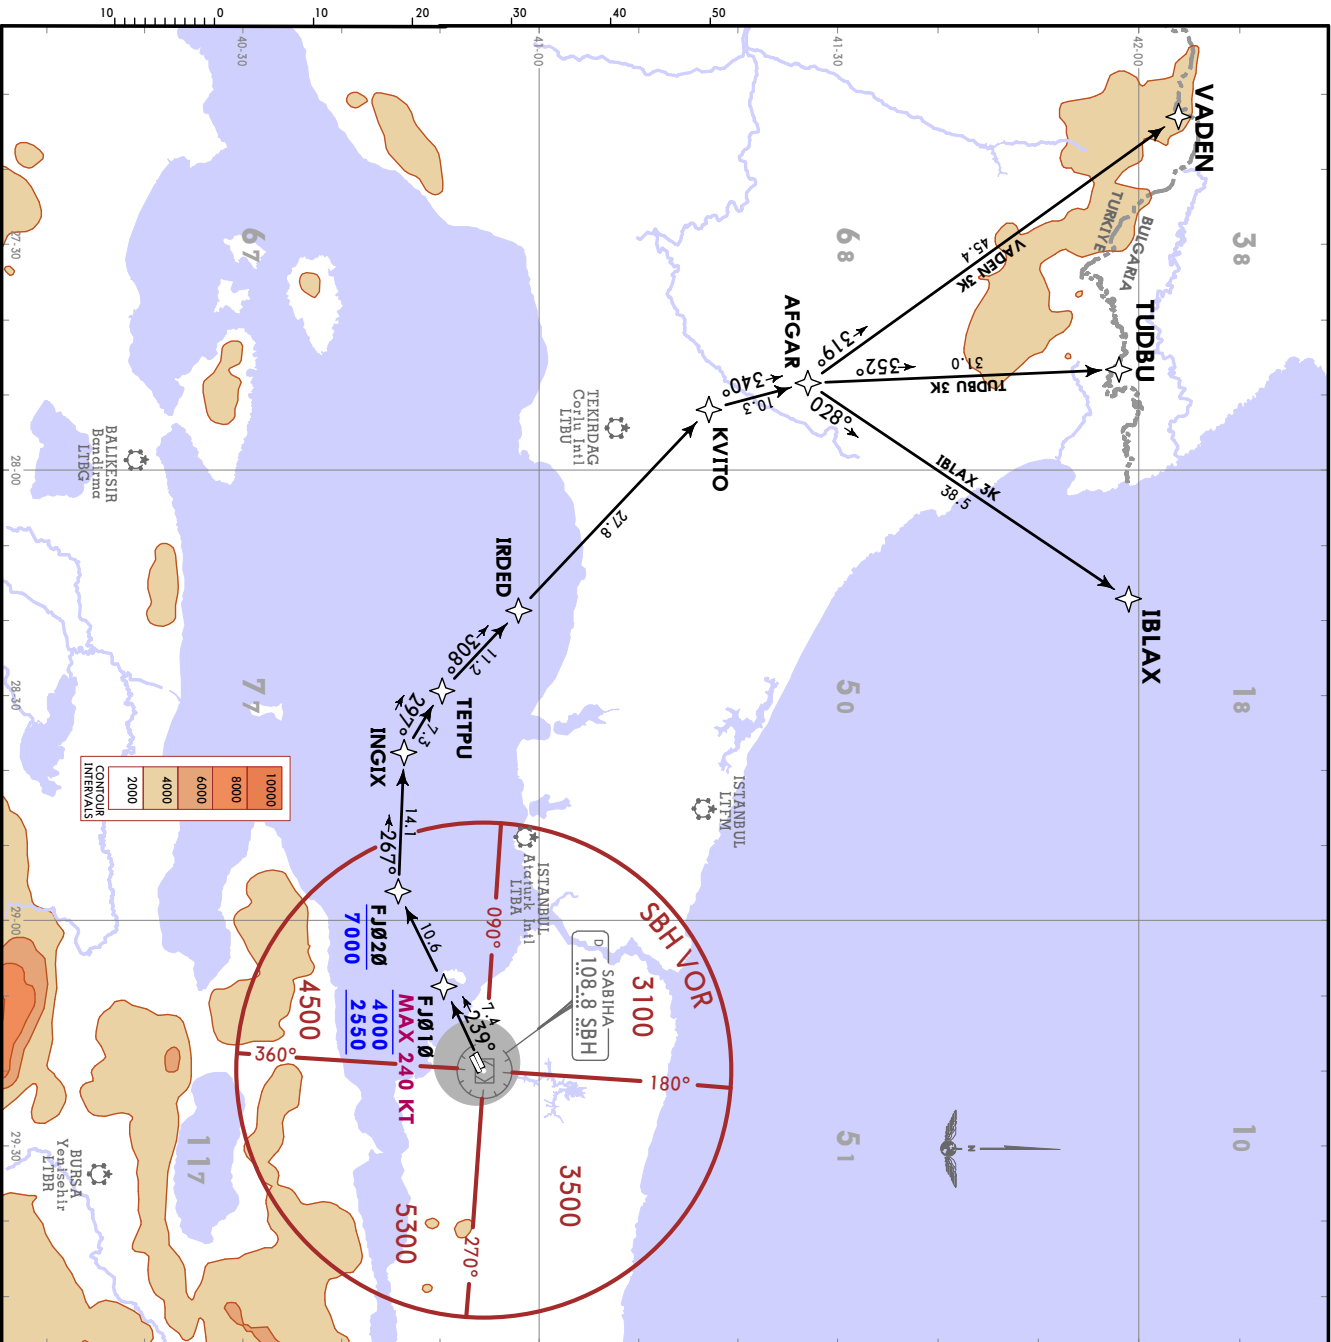 10
0
10
20
30
40
50
40-30
41-00
41-30
42-00
27-30
28-00
28-30
29-00
29-30
VADEN
TURKIYE
BULGARIA
67
68
38
TUDBU
VADEN 3K
45.4
AFGAR
319°
352°
31.0
TUDBU 3K
340°
10.3
028°
TEKIRDAG
Corlu Intl
LTBU
KVITO
IBLAX 3K
38.5
BALIKESIR
Bandirma
LTBG
27.8
IRDED
IBLAX
308°
11.2
TETPU
297°
7.3
INGIX
77
50
18
CONTOUR
INTERVALS
2000
4000
6000
8000
10000
ISTANBUL
LTFM
14.1
267°
ISTANBUL
Ataturk Intl
LTBA
SBH VOR
090°
10.6
FJ020
7000
SABIHA
D 108.8 SBH
3100
4500
7.4
239°
FJ010
MAX 240 KT
4000
2550
360°
180°
N
117
51
10
BURSA
Yenisehir
LTBR
3500
5300
270°